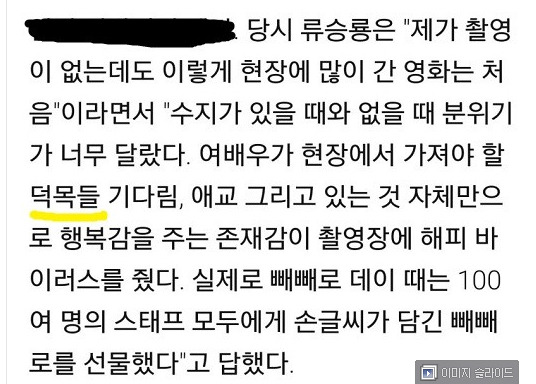 당시 류승룡은 "제가 촬영
이 없는데도 이렇게 현장에 많이 간 영화는 처
음"이라면서 "수지가 있을 때와 없을 때 분위기
가 너무 달랐다. 여배우가 현장에서 가져야 할
덕목들 기다림, 애교 그리고 있는 것 자체만으
로 행복감을 주는 존재감이 촬영장에 해피 바
이러스를 줬다. 실제로 빼빼로 데이 때는 100
여 명의 스태프 모두에게 손글씨가 담긴 빼빼
로를 선물했다"고 답했다.
이미지 슬라이드